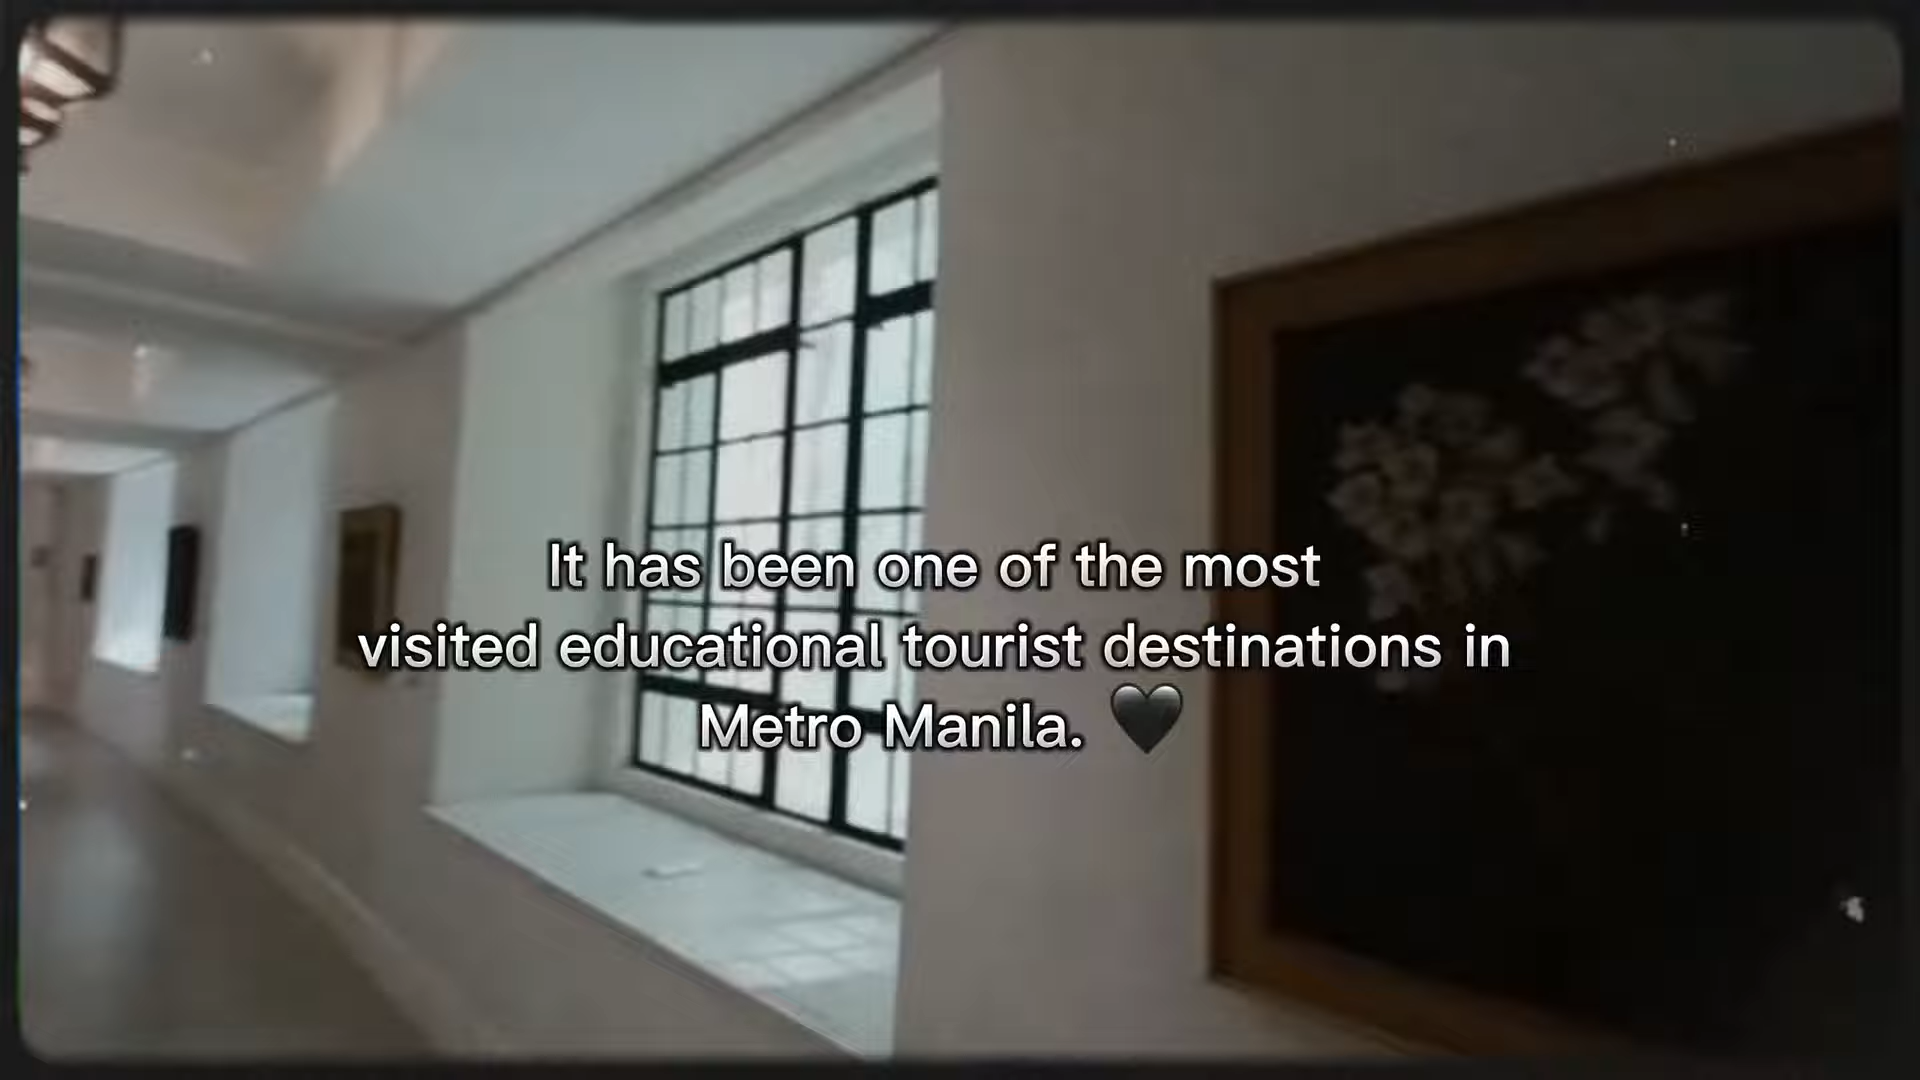 It has been one of the most
visited educational tourist destinations in
Metro Manila. 🖤